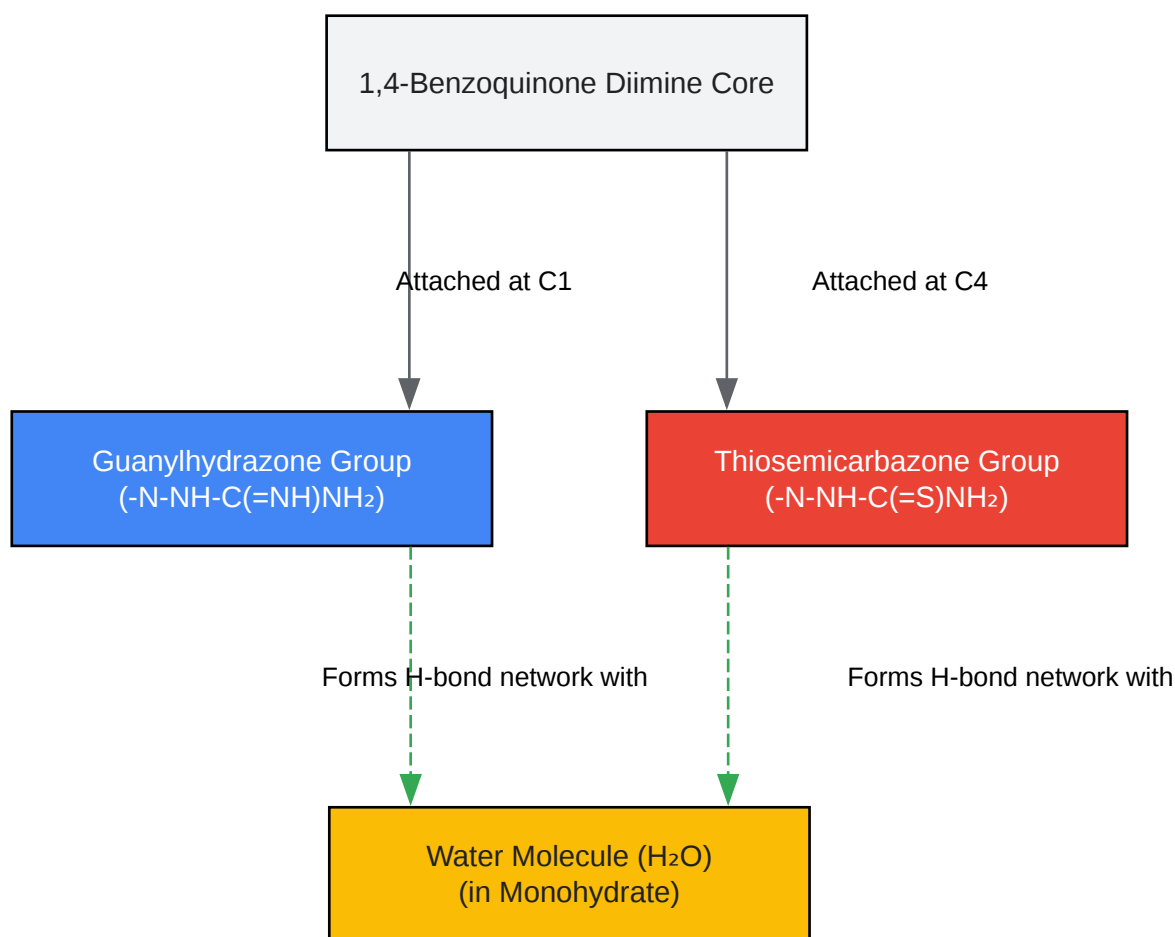 1,4-Benzoquinone Diimine Core
Attached at C1
Attached at C4
Guanylhydrazone Group
(-N-NH-C(=NH)NH₂)
Thiosemicarbazone Group
(-N-NH-C(=S)NH₂)
Forms H-bond network with
Forms H-bond network with
Water Molecule (H₂O)
(in Monohydrate)